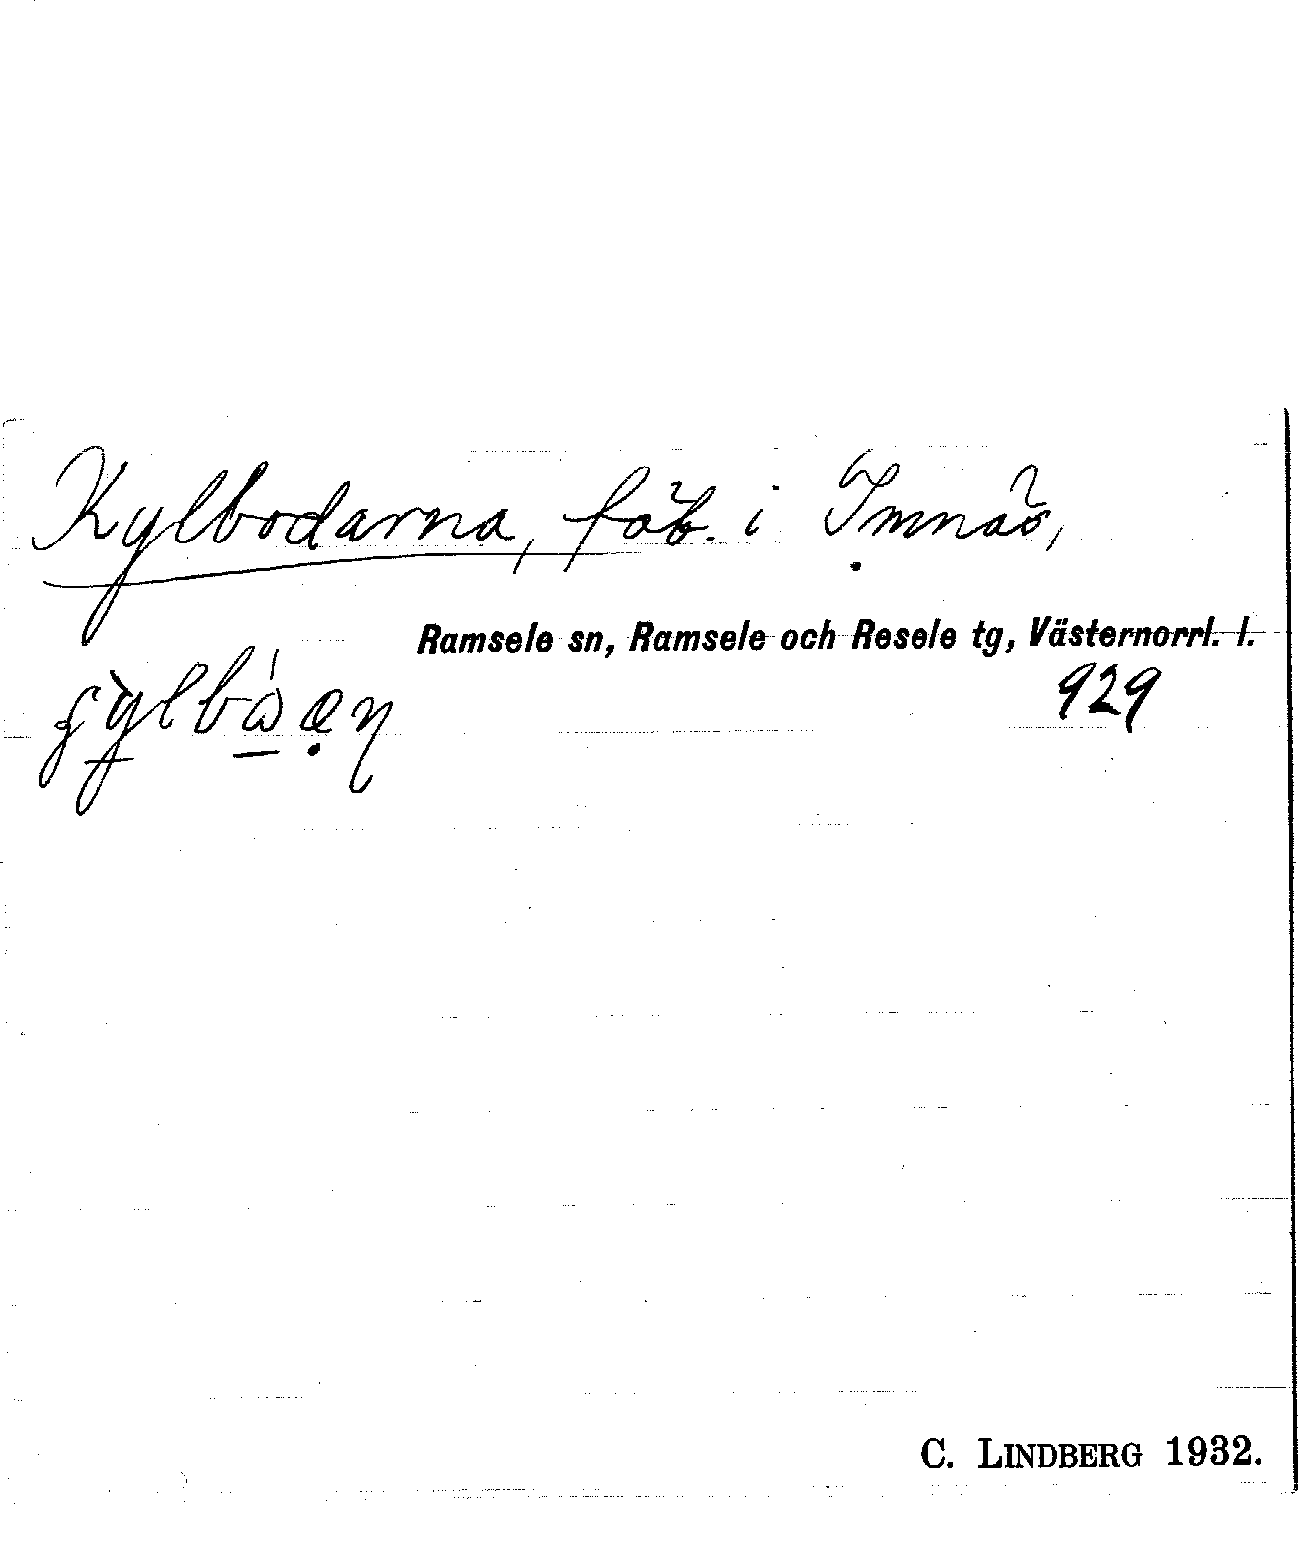 Kylbodarna, fäb. i Imnäs,
Ramsele sn, Ramsele och Resele tg, Västernorrl. l.
929
C. LINDBERG 1932.